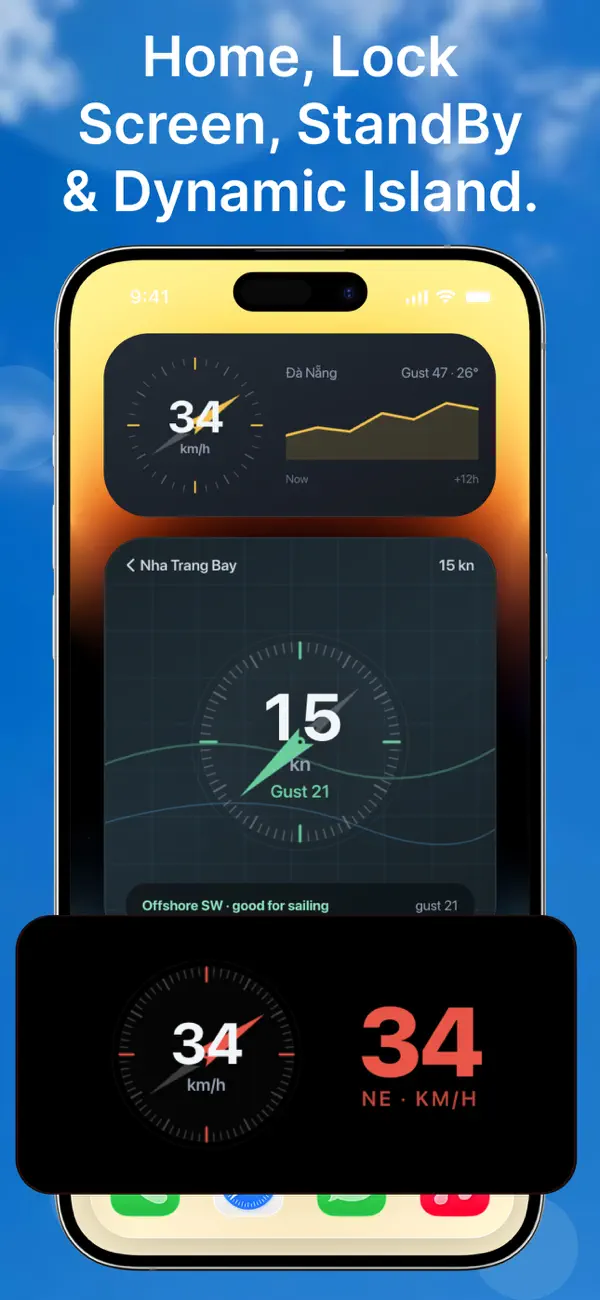 Home, Lock
Screen, StandBy
& Dynamic Island.
9:41
34
km/h
Đà Nẵng
Gust 47 · 26°
Now
+12h
Nha Trang Bay
15 kn
15
kn
Gust 21
Offshore SW · good for sailing
gust 21
34
km/h
34
NE · KM/H